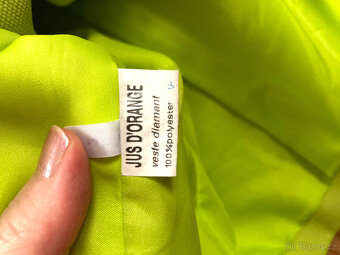 JUS D'ORANGE
veste diamant
100%polyester